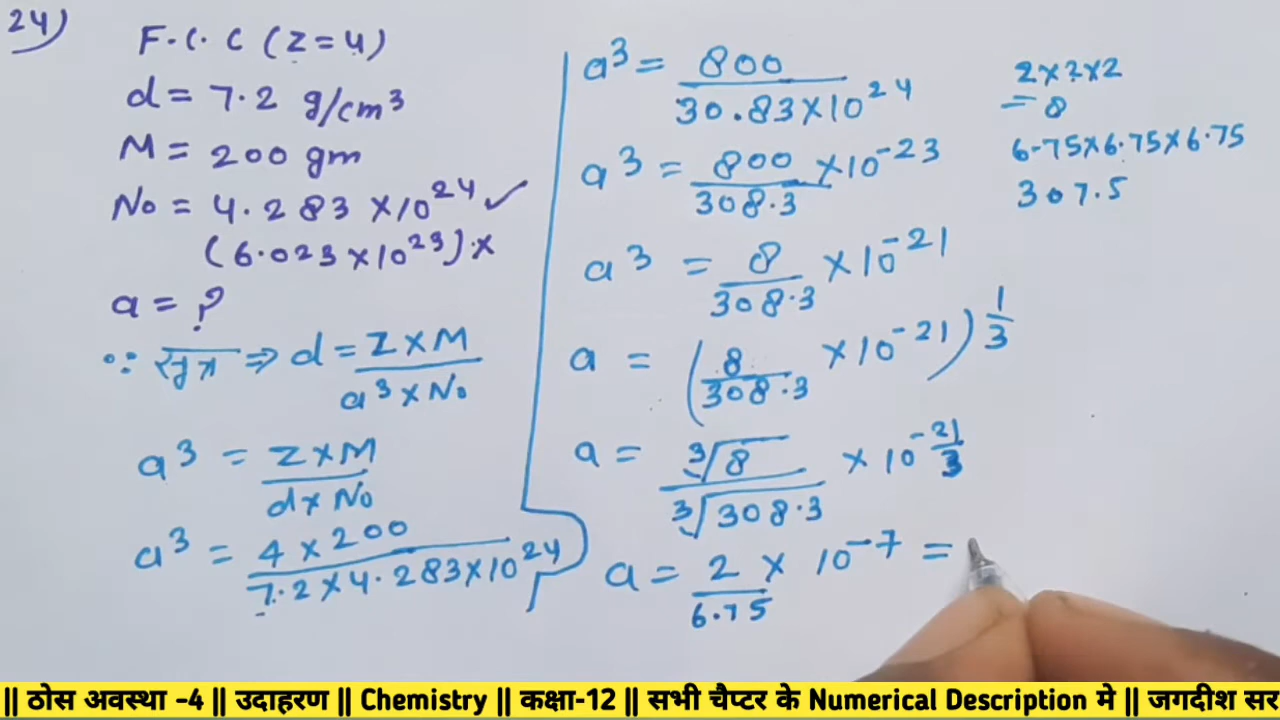 24)
F.C.C (Z=4)
d = 7.2 g/cm³
M = 200 gm
No = 4.283 ×10²⁴ ✓
(6.023 ×10²³).x
a = ?
∵ सूत्र ⇒ d = Z×M / a³×No
a³ = Z×M / d×No
a³ = 4×200 / 7.2×4.283×10²⁴
a³ = 800 / 30.83×10²⁴
a³ = 800 / 308.3 ×10⁻²³
a³ = 8 / 308.3 ×10⁻²¹
a = (8 / 308.3 ×10⁻²¹)^1/3
a = ³√8 / ³√308.3 × 10^-21/3
a = 2 / 6.75 × 10⁻⁷ =
2×2×2
= 8
6.75×6.75×6.75
307.5
|| ठोस अवस्था -4 || उदाहरण || Chemistry || कक्षा-12 || सभी चैप्टर के Numerical Description मे || जगदीश सर